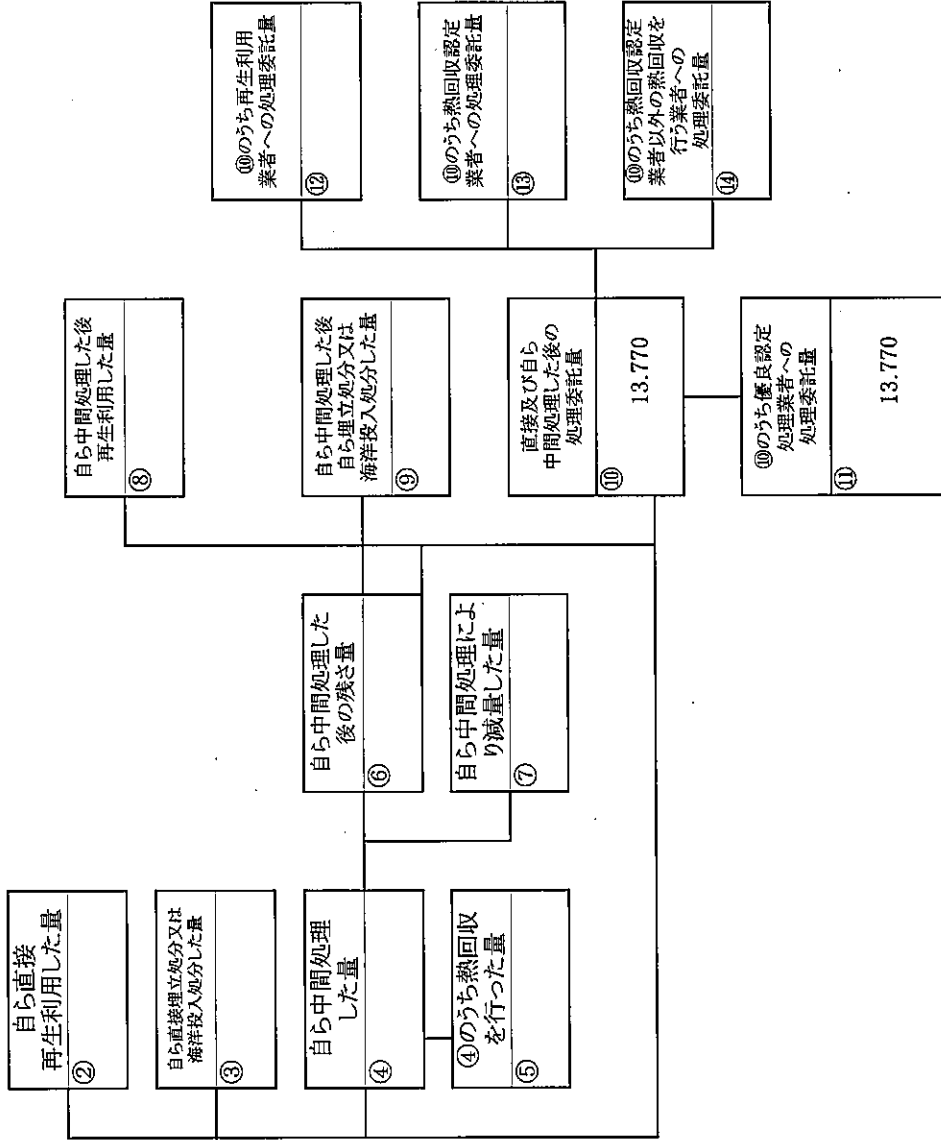 自ら直接
再生利用した量
②
自ら直接埋立処分又は
海洋投入処分した量
③
自ら中間処理
した量
④
④のうち熱回収
を行った量
⑤
自ら中間処理した
後の残さ量
⑥
自ら中間処理によ
り減量した量
⑦
自ら中間処理した後
再生利用した量
⑧
自ら中間処理した後
自ら埋立処分又は
海洋投入処分した量
⑨
直接及び自ら
中間処理した後の
処理委託量
⑩
13.770
⑩のうち優良認定
処理業者への
処理委託量
⑪
13.770
⑩のうち再生利用
業者への処理委託量
⑫
⑩のうち熱回収認定
業者への処理委託量
⑬
⑩のうち熱回収認定
業者以外の熱回収を
行う業者への
処理委託量
⑭